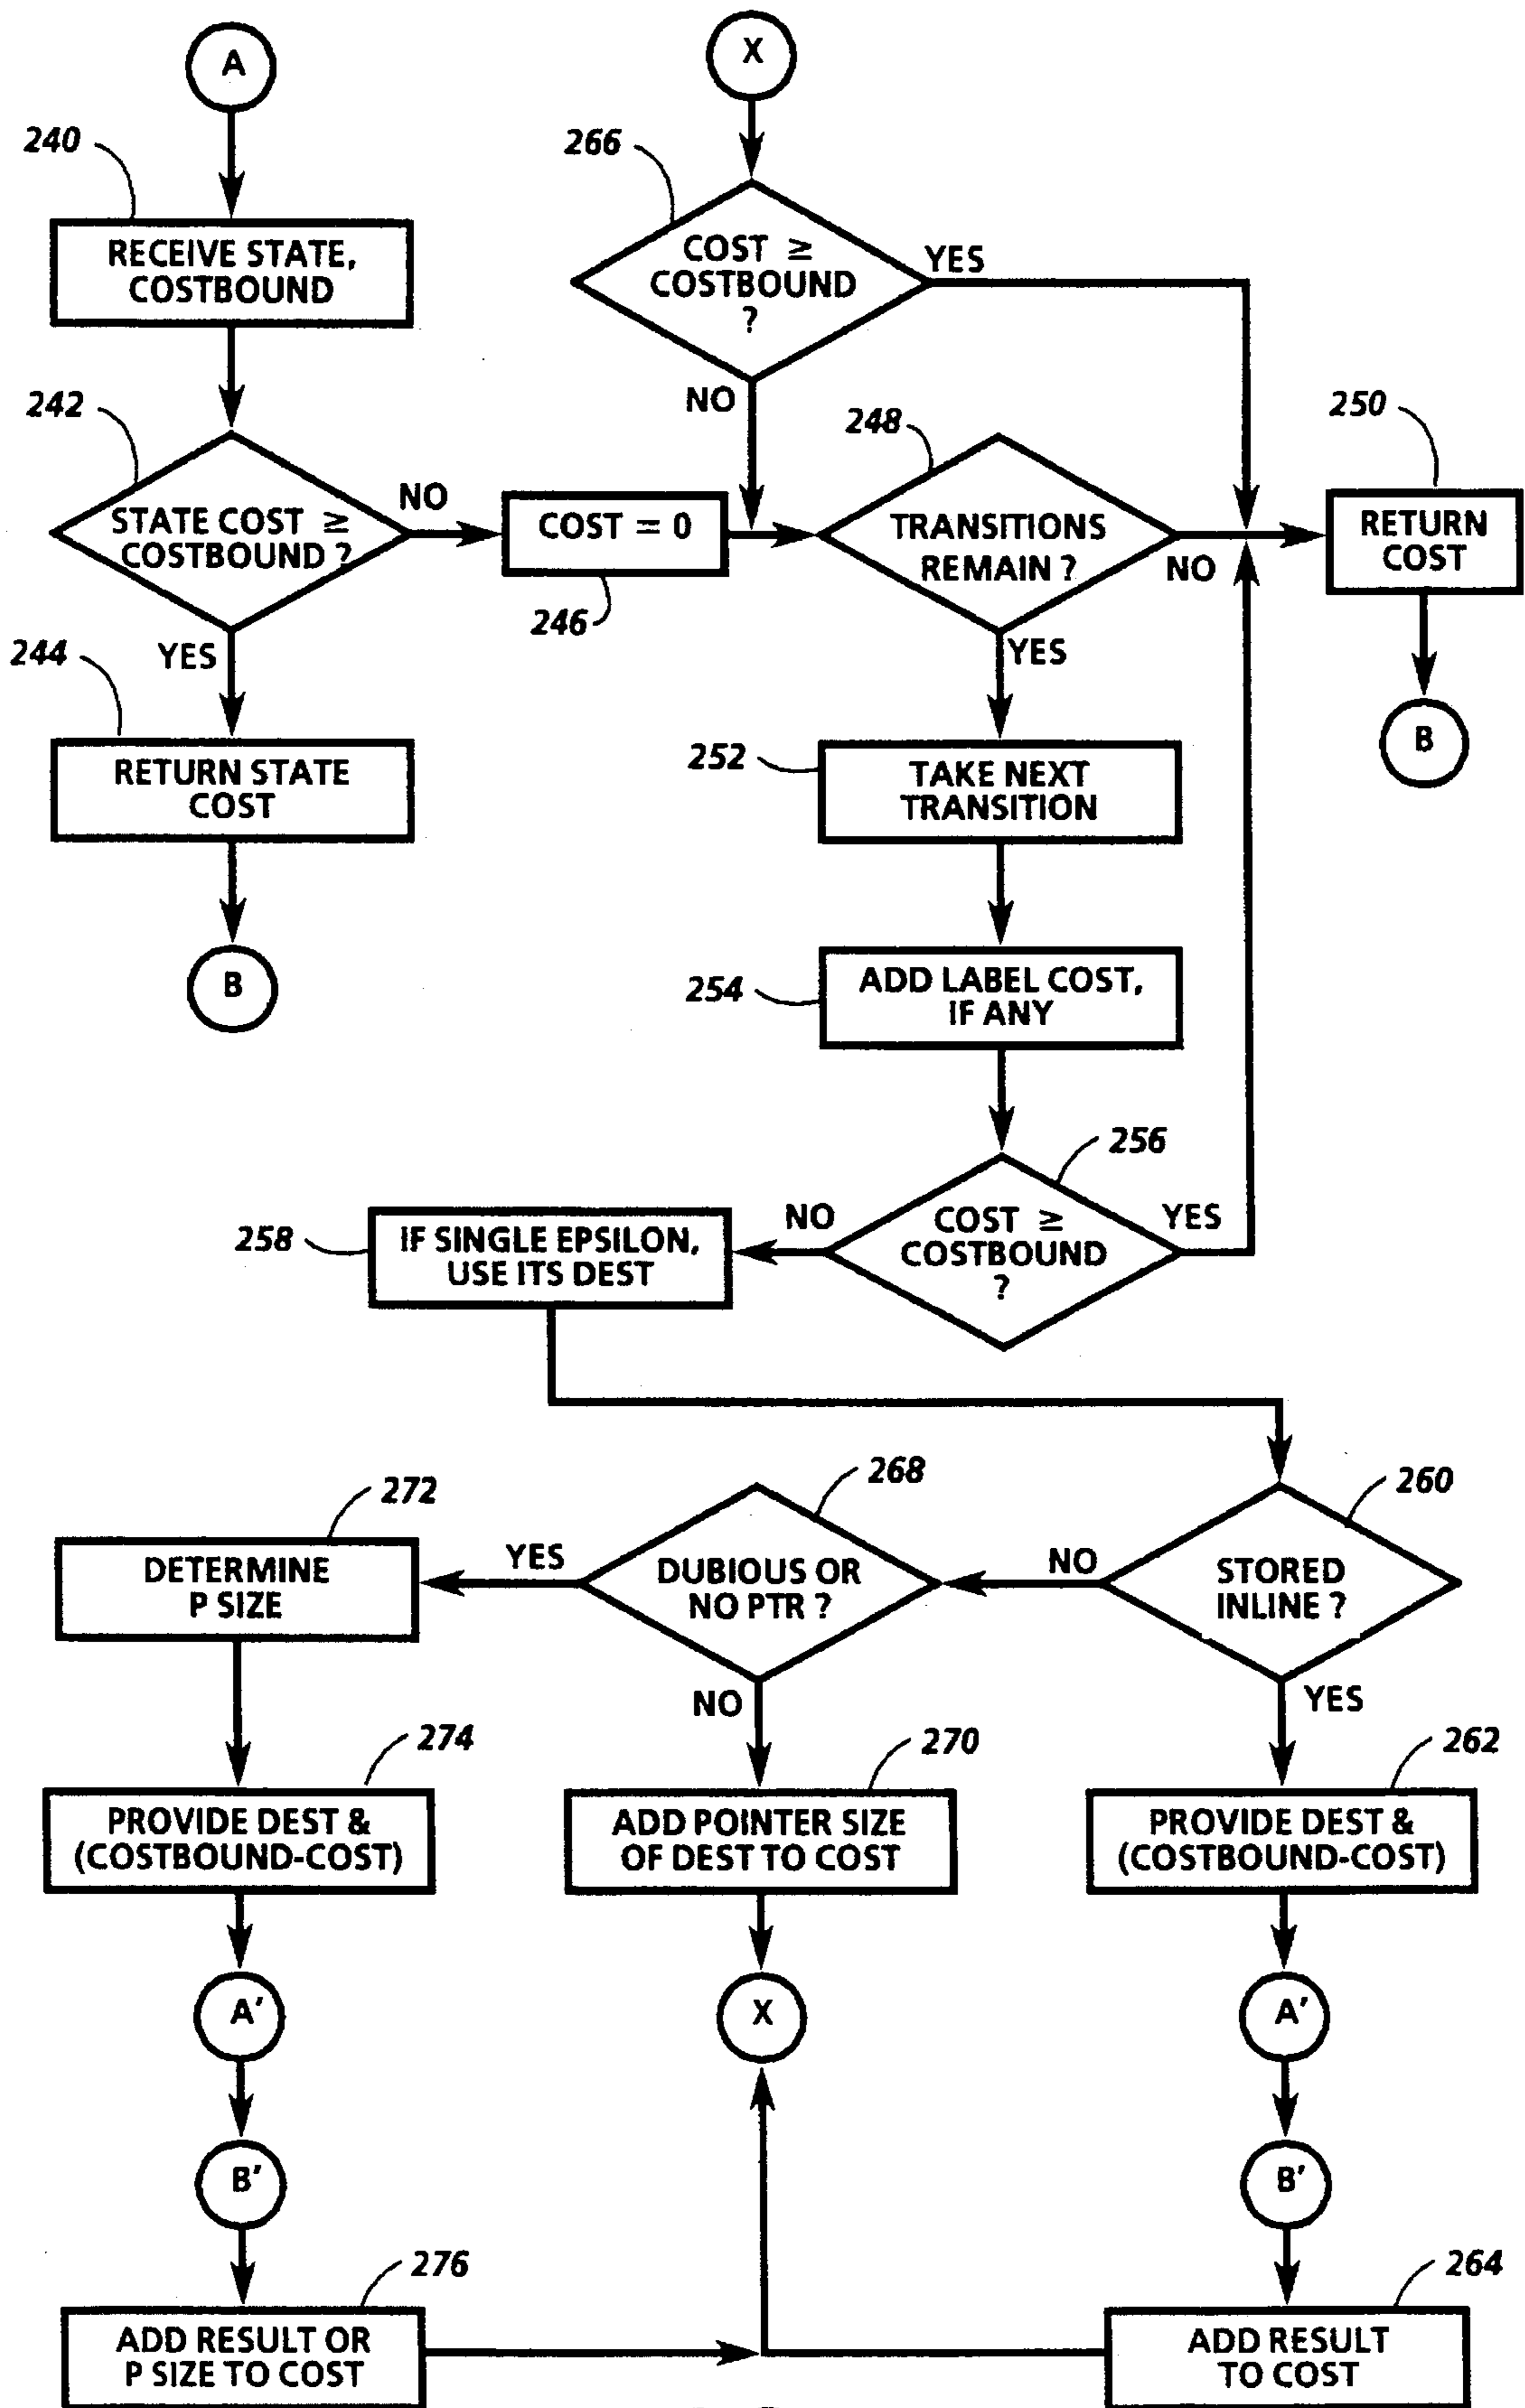 A
X
240
266
RECEIVE STATE,
COSTBOUND
COST ≥
COSTBOUND
?
YES
NO
242
248
250
STATE COST ≥
COSTBOUND ?
NO
COST = 0
246
TRANSITIONS
REMAIN ?
NO
RETURN
COST
244
YES
YES
B
RETURN STATE
COST
252
TAKE NEXT
TRANSITION
B
254
ADD LABEL COST,
IF ANY
256
258
IF SINGLE EPSILON,
USE ITS DEST
NO
COST ≥
COSTBOUND
?
YES
272
268
260
DETERMINE
P SIZE
YES
DUBIOUS OR
NO PTR ?
NO
STORED
INLINE ?
NO
YES
274
270
262
PROVIDE DEST &
(COSTBOUND-COST)
ADD POINTER SIZE
OF DEST TO COST
PROVIDE DEST &
(COSTBOUND-COST)
A'
X
A'
B'
B'
276
264
ADD RESULT OR
P SIZE TO COST
ADD RESULT
TO COST